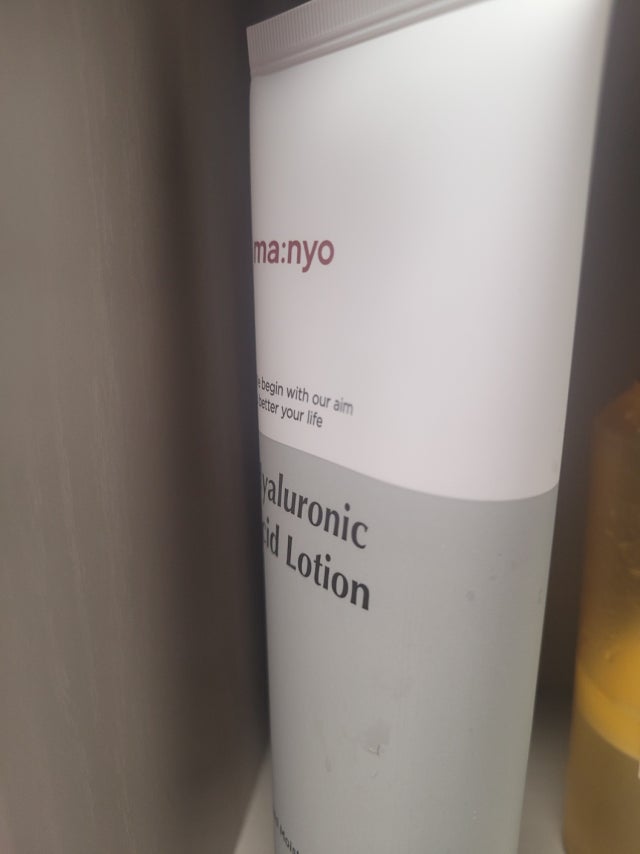 ma:nyo
begin with our aim
better your life
yaluronic
cid Lotion